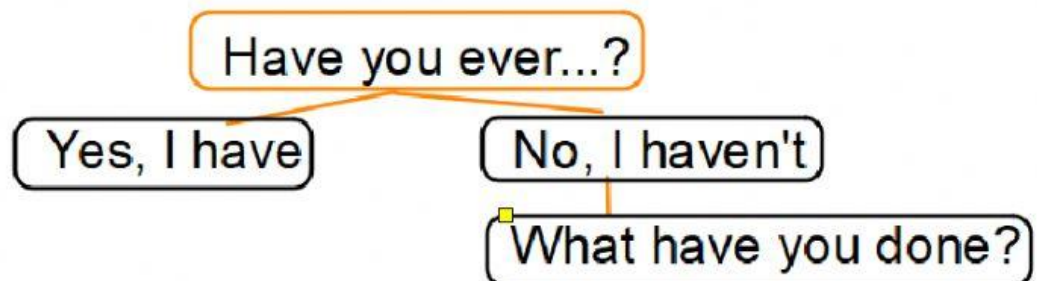 Have you ever...?
Yes, I have
No, I haven't
What have you done?